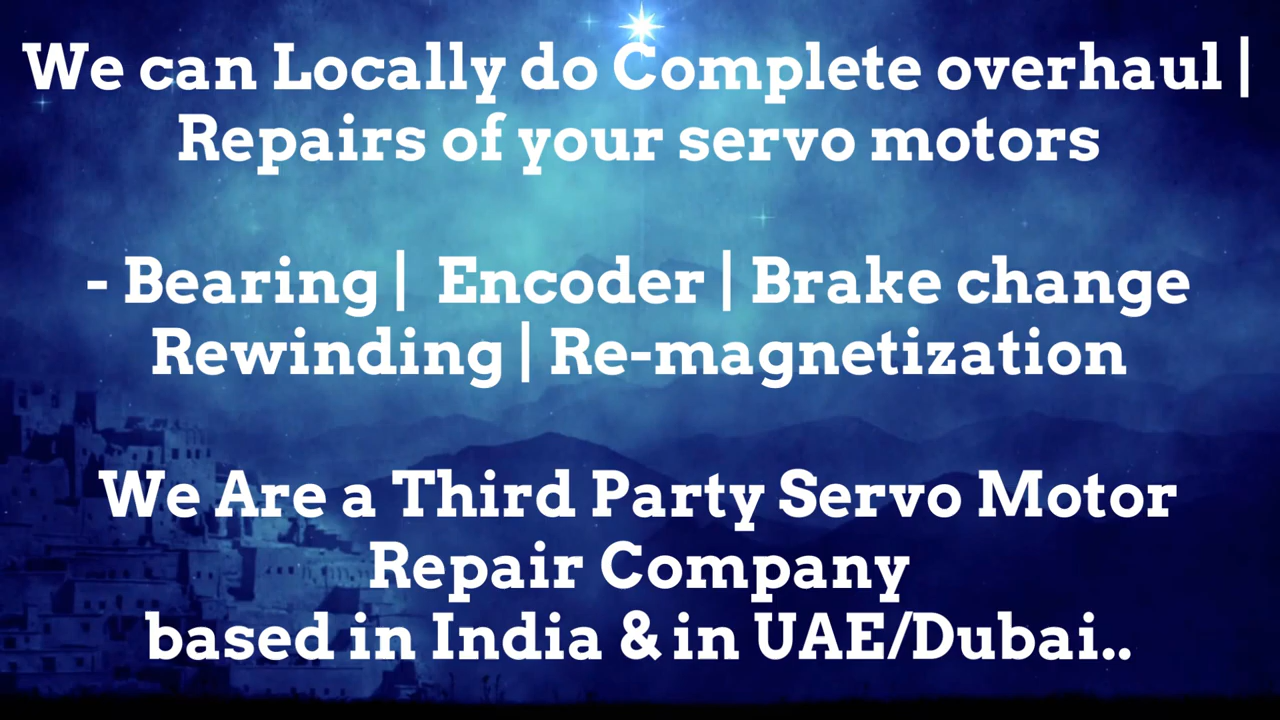 We can Locally do Complete overhaul |
Repairs of your servo motors
- Bearing | Encoder | Brake change
Rewinding | Re-magnetization
We Are a Third Party Servo Motor
Repair Company
based in India & in UAE/Dubai..